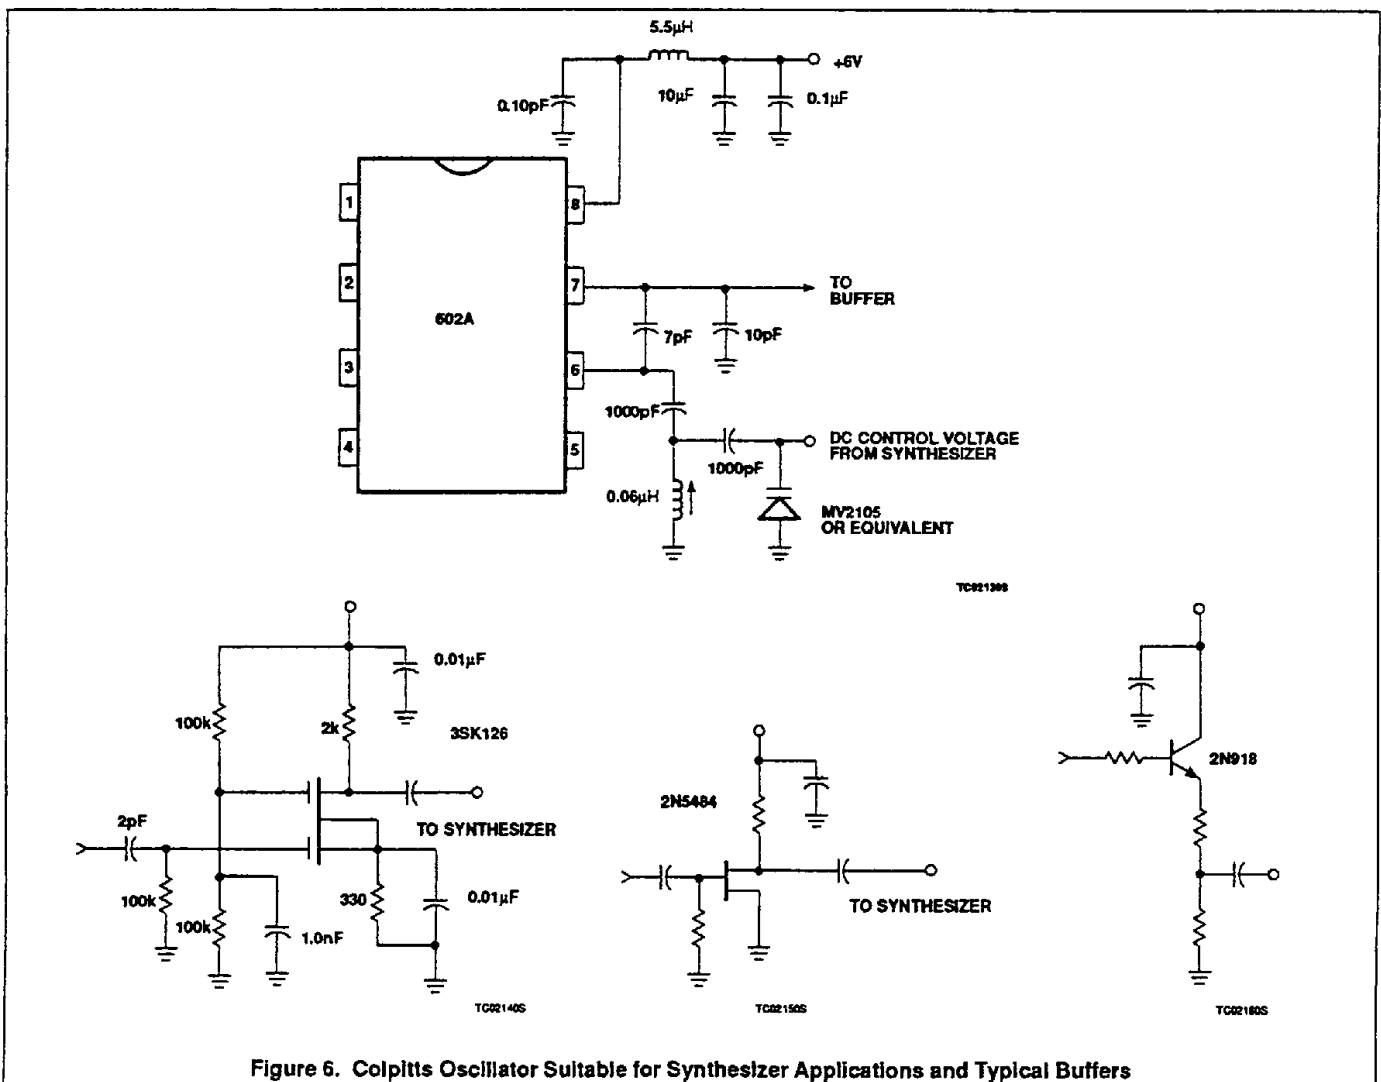 5.5µH
+6V
0.10pF
10µF
0.1µF
1
2
3
4
8
7
6
5
602A
TO
BUFFER
7pF
10pF
1000pF
1000pF
DC CONTROL VOLTAGE
FROM SYNTHESIZER
0.06µH
MV2105
OR EQUIVALENT
TC02130S
0.01µF
100k
2k
3SK126
2pF
TO SYNTHESIZER
100k
100k
1.0nF
330
0.01µF
TC02140S
2N5484
TO SYNTHESIZER
TC02150S
2N918
TC02160S
Figure 6. Colpitts Oscillator Suitable for Synthesizer Applications and Typical Buffers